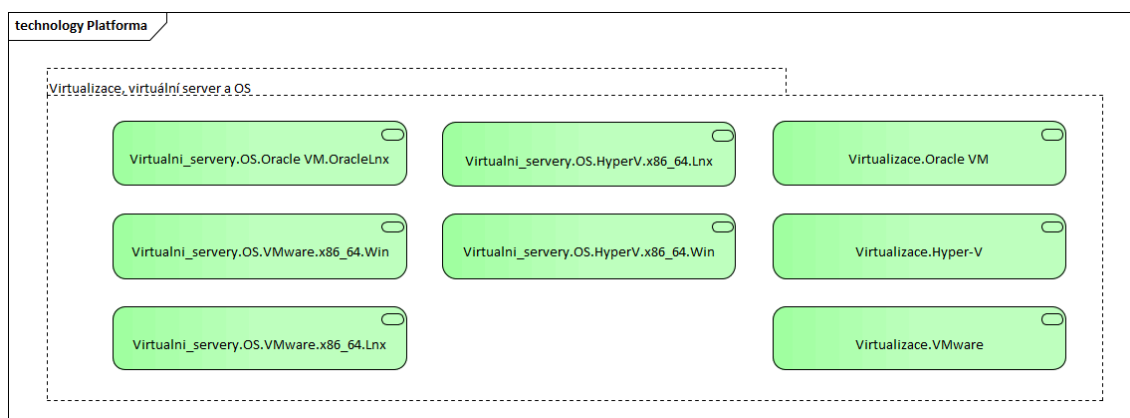 technology Platforma
Virtualizace, virtuální server a OS
Virtualni_servery.OS.Oracle VM.OracleLnx
Virtualni_servery.OS.HyperV.x86_64.Lnx
Virtualizace.Oracle VM
Virtualni_servery.OS.VMware.x86_64.Win
Virtualni_servery.OS.HyperV.x86_64.Win
Virtualizace.Hyper-V
Virtualni_servery.OS.VMware.x86_64.Lnx
Virtualizace.VMware